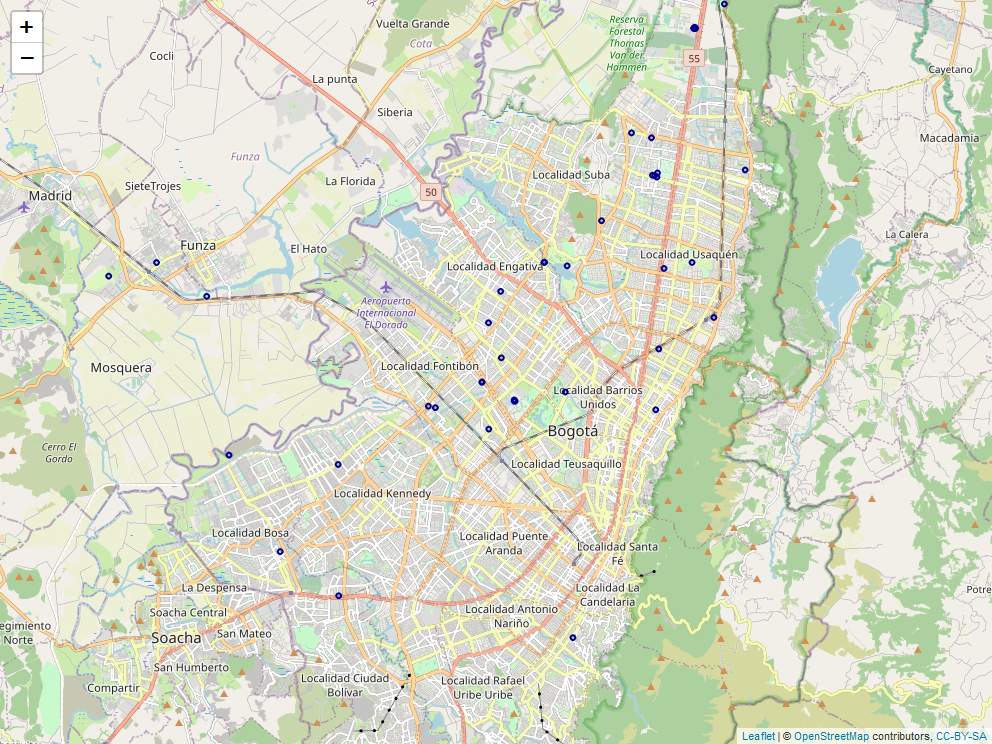 +
−
Vuelta Grande
Cota
Cocli
La punta
Siberia
Reserva
Forestal
Thomas
Van der
Hammen
55
Cayetano
Macadamia
Funza
SieteTrojes
La Florida
50
Localidad Suba
Madrid
Funza
El Hato
La Calera
Localidad Usaquén
Localidad Engativa
Aeropuerto
Internacional
El Dorado
Mosquera
Localidad Fontibón
Localidad Barrios
Unidos
Bogotá
Cerro El
Gordo
Localidad Teusaquillo
Localidad Kennedy
Localidad Bosa
Localidad Puente
Aranda
Localidad Santa
Fé
La Despensa
Localidad La
Candelaria
Potre
Soacha Central
Localidad Antonio
Nariño
egimiento
Norte
Soacha
San Mateo
San Humberto
Compartir
Localidad Ciudad
Bolívar
Localidad Rafael
Uribe Uribe
Leaflet | © OpenStreetMap contributors, CC-BY-SA